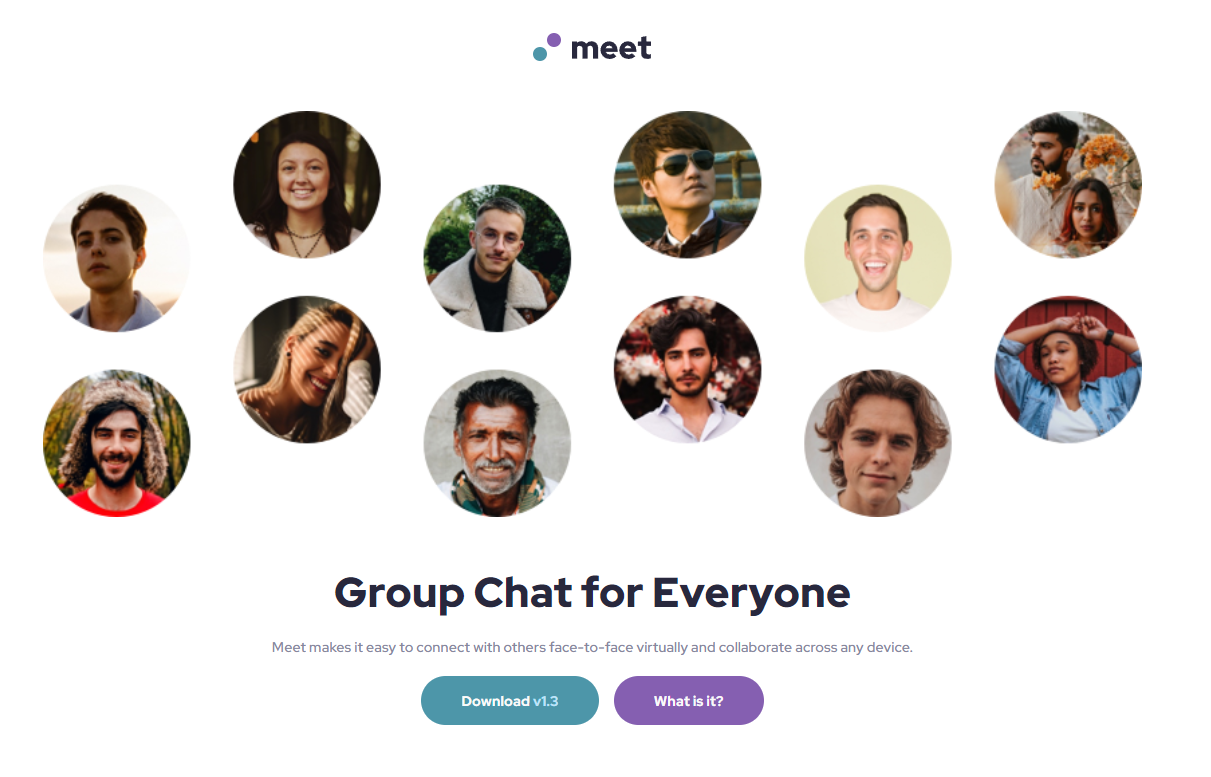 meet
Group Chat for Everyone
Meet makes it easy to connect with others face-to-face virtually and collaborate across any device.
Download v1.3
What is it?